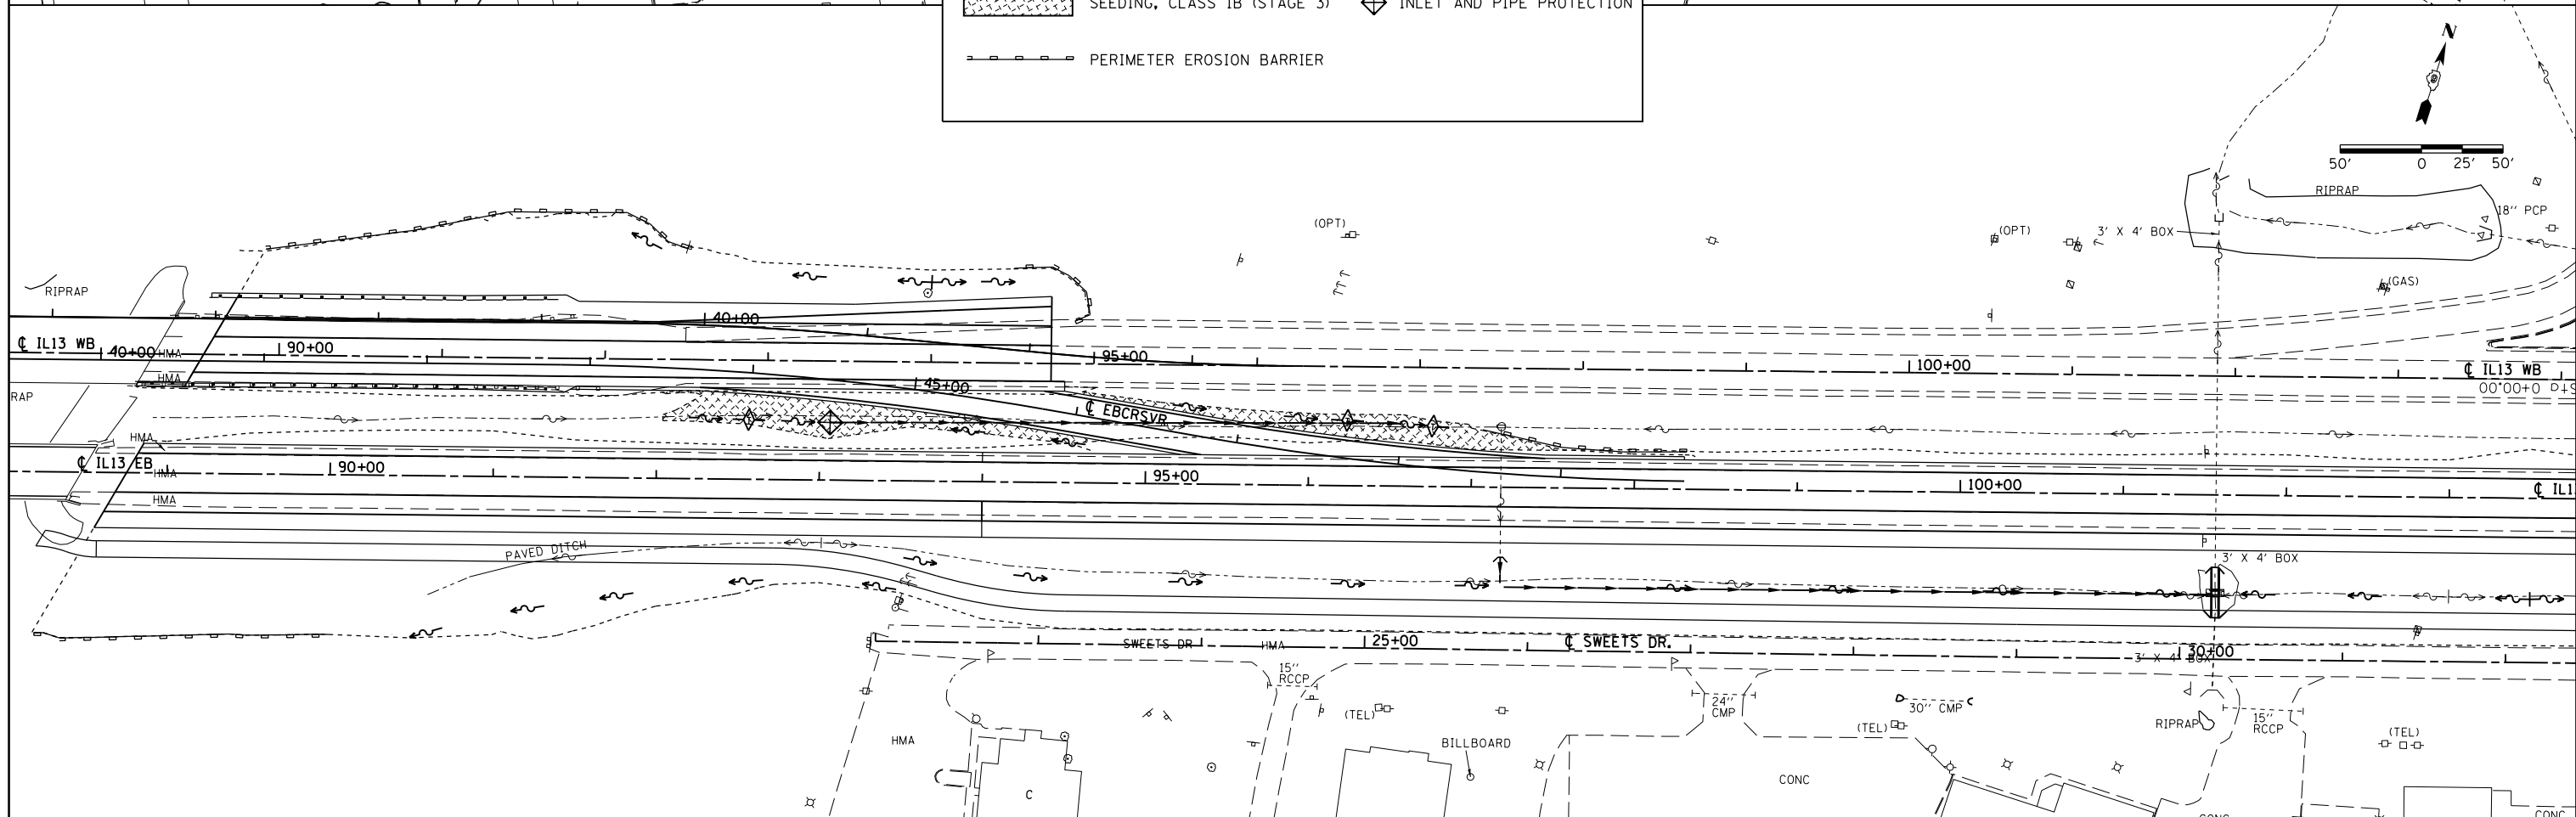 SEEDING, CLASS 1B (STAGE 3)
INLET AND PIPE PROTECTION
PERIMETER EROSION BARRIER
N
50' 0 25' 50'
RIPRAP
18'' PCP
(OPT)
(OPT)
3' X 4' BOX
(GAS)
RIPRAP
40+00
℄ IL13 WB
40+00
HMA
90+00
95+00
100+00
℄ IL13 WB
HMA
45+00
RAP
℄ EBCRSVR
HMA
℄ IL13 EB
HMA
90+00
95+00
100+00
℄ IL1
HMA
PAVED DITCH
3' X 4' BOX
SWEETS DR
HMA
25+00
℄ SWEETS DR.
3' X 4' BOX
30+00
15''
RCCP
24''
CMP
30'' CMP
(TEL)
(TEL)
RIPRAP
15''
RCCP
(TEL)
HMA
BILLBOARD
CONC
C
CONC
CONC